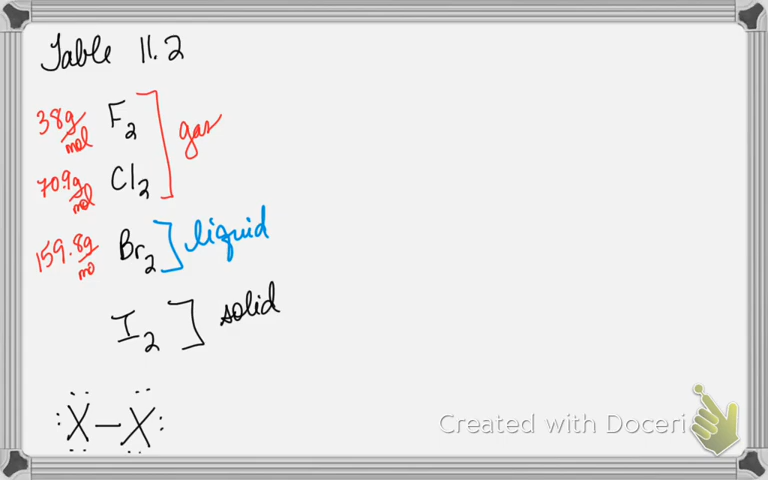 Table 11.2
38g/mol F₂
70.9g/mol Cl₂
gas
159.8g/mo Br₂ liquid
I₂ solid
:X—X:
Created with Doceri